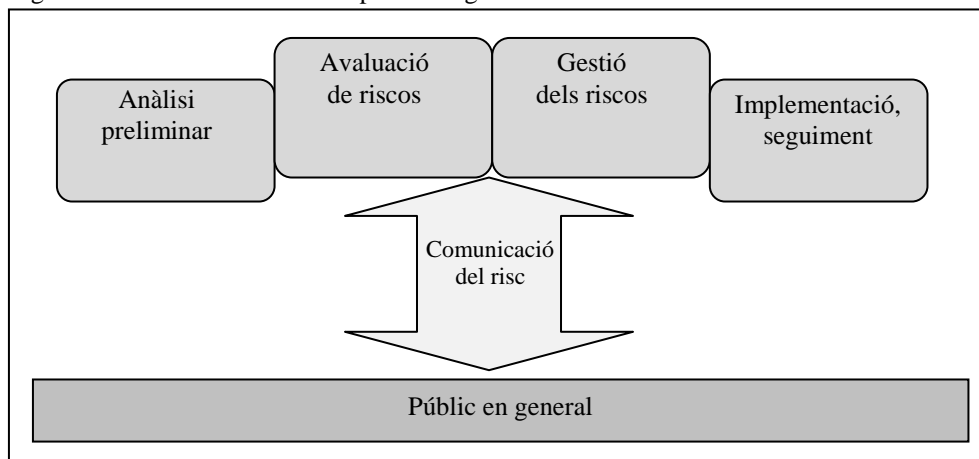 Anàlisi
preliminar
Avaluació
de riscos
Gestió
dels riscos
Implementació,
seguiment
Comunicació
del risc
Públic en general